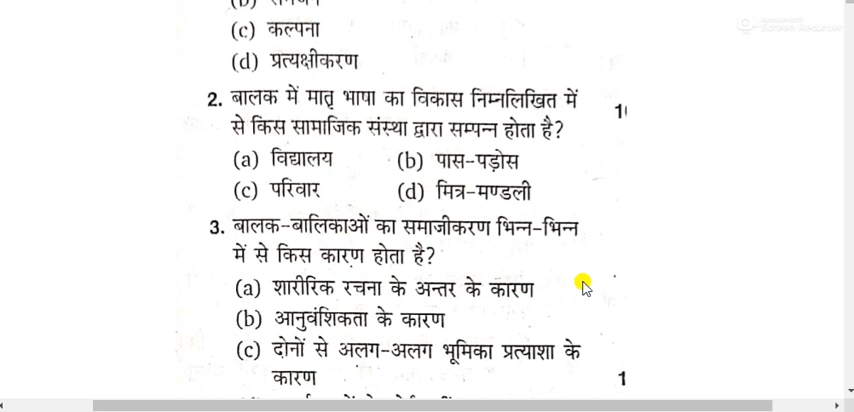 (c) कल्पना
(d) प्रत्यक्षीकरण
2. बालक में मातृ भाषा का विकास निम्नलिखित में
से किस सामाजिक संस्था द्वारा सम्पन्न होता है?
(a) विद्यालय (b) पास-पड़ोस
(c) परिवार (d) मित्र-मण्डली
3. बालक-बालिकाओं का समाजीकरण भिन्न-भिन्न
में से किस कारण होता है?
(a) शारीरिक रचना के अन्तर के कारण
(b) आनुवंशिकता के कारण
(c) दोनों से अलग-अलग भूमिका प्रत्याशा के
कारण